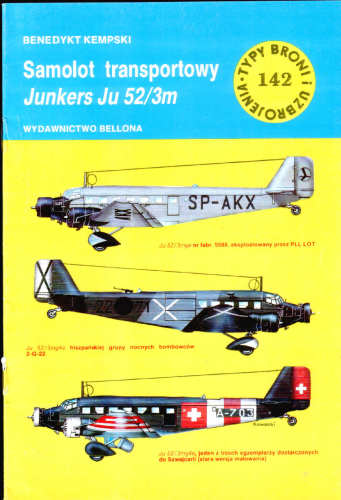 BENEDYKT KEMPSKI
Samolot transportowy
Junkers Ju 52/3m
WYDAWNICTWO BELLONA
TYPY BRONI i UZBROJENIA
142
SP-AKX
Ju 52/3mge nr fabr. 5588, eksploatowany przez PLL LOT
22 71
Ju 52/3mg4e hiszpańskiej grupy nocnych bombowców
2-G-22
A-703
Ju 52/3mg4e, jeden z trzech egzemplarzy dostarczonych
do Szwajcarii (stara wersja malowania)